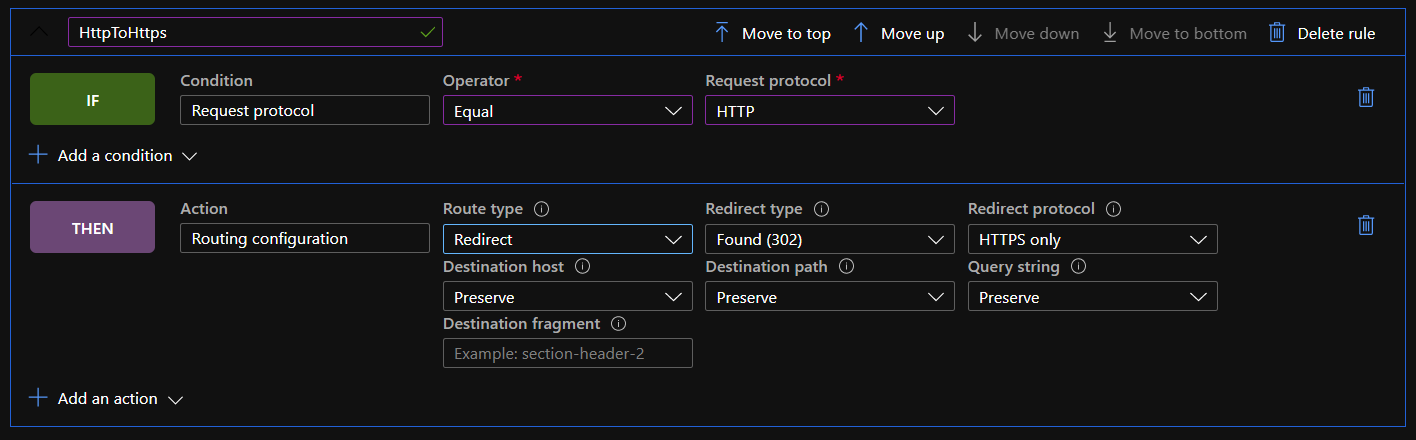 HttpToHttps Move to top Move up Move down Move to bottom Delete rule
Condition Operator * Request protocol *
IF Request protocol Equal HTTP
Add a condition
Action Route type Redirect type Redirect protocol
THEN Routing configuration Redirect Found (302) HTTPS only
Destination host Destination path Query string
Preserve Preserve Preserve
Destination fragment
Example: section-header-2
Add an action